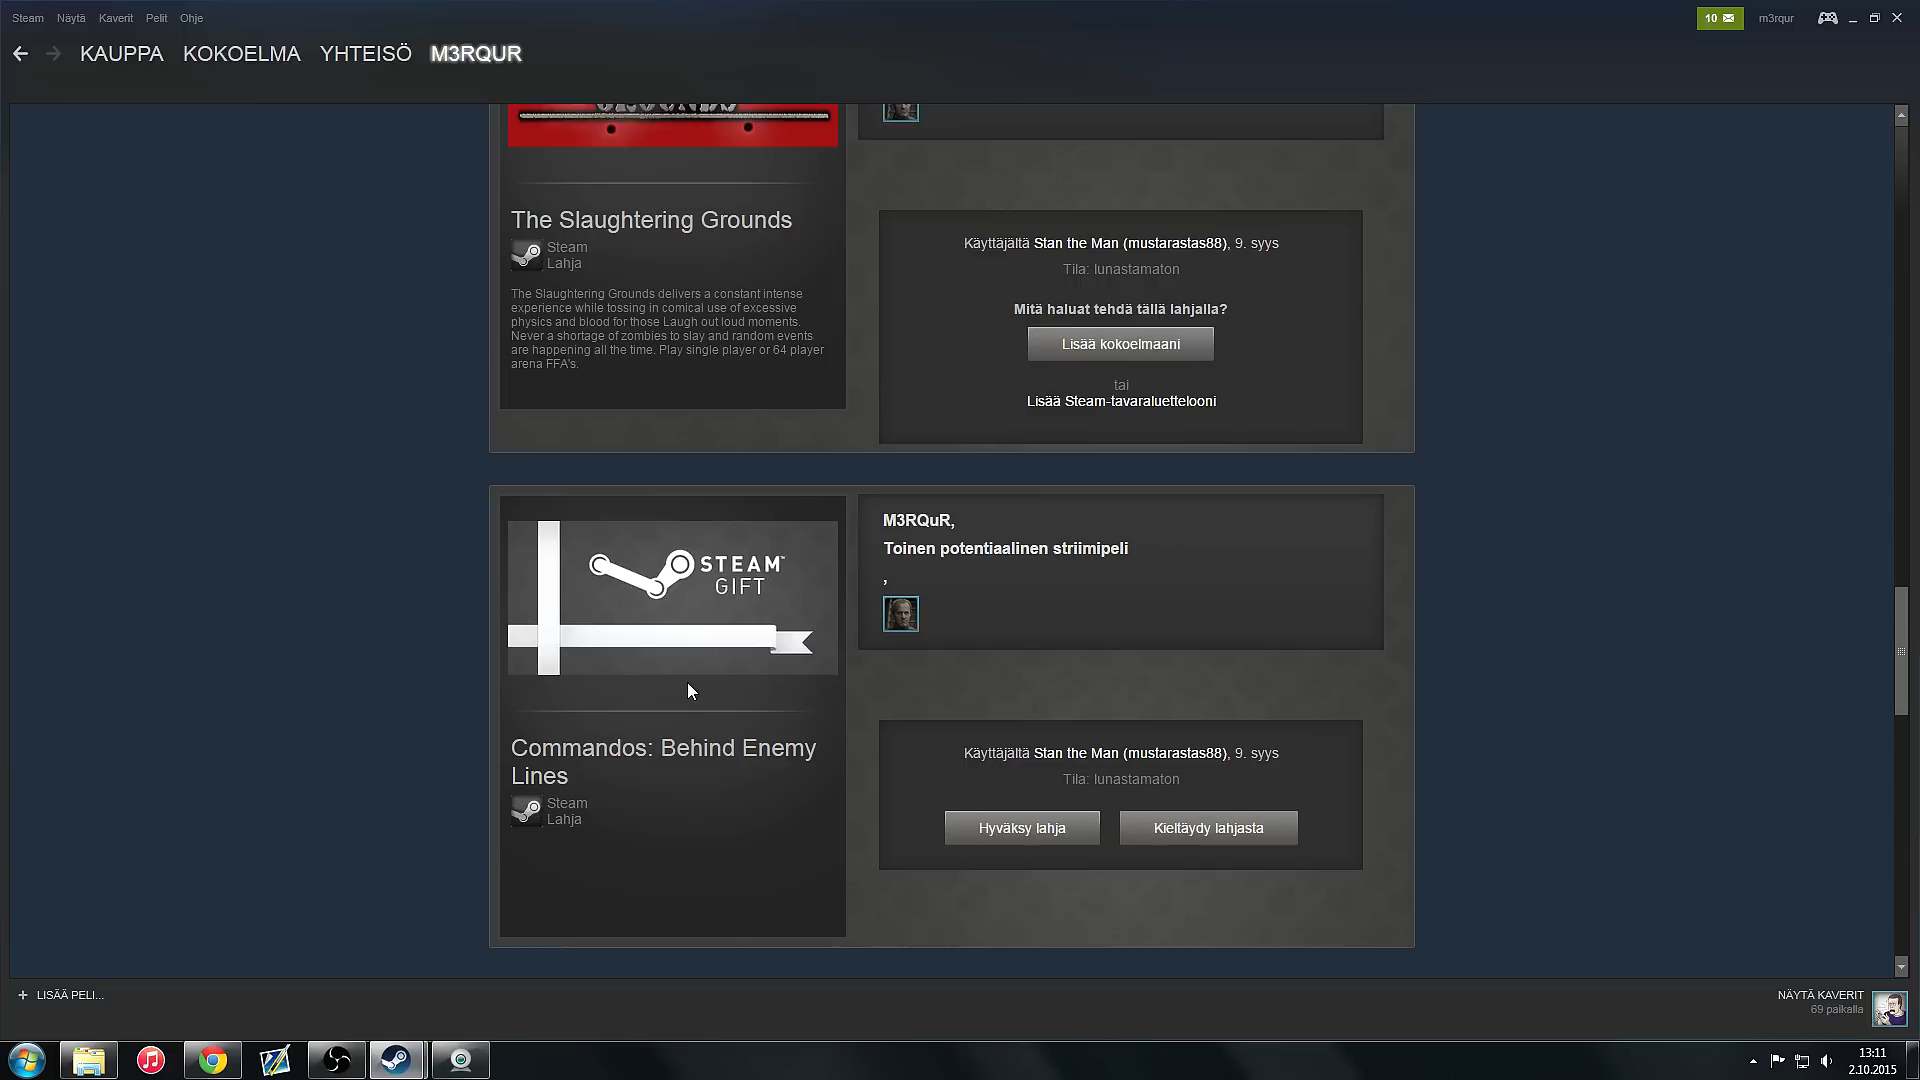 Steam Näytä Kaverit Pelit Ohje
10 m3rqur
KAUPPA KOKOELMA YHTEISÖ M3RQUR
The Slaughtering Grounds
Steam
Lahja
The Slaughtering Grounds delivers a constant intense
experience while tossing in comical use of excessive
physics and blood for those Laugh out loud moments.
Never a shortage of zombies to slay and random events
are happening all the time. Play single player or 64 player
arena FFA's.
Käyttäjältä Stan the Man (mustarastas88), 9. syys
Tila: lunastamaton
Mitä haluat tehdä tällä lahjalla?
Lisää kokoelmaani
tai
Lisää Steam-tavaraluettelooni
STEAM™
GIFT
Commandos: Behind Enemy
Lines
Steam
Lahja
M3RQuR,
Toinen potentiaalinen striimipeli
,
Käyttäjältä Stan the Man (mustarastas88), 9. syys
Tila: lunastamaton
Hyväksy lahja Kieltäydy lahjasta
+ LISÄÄ PELI...
NÄYTÄ KAVERIT
69 paikalla
13:11
2.10.2015